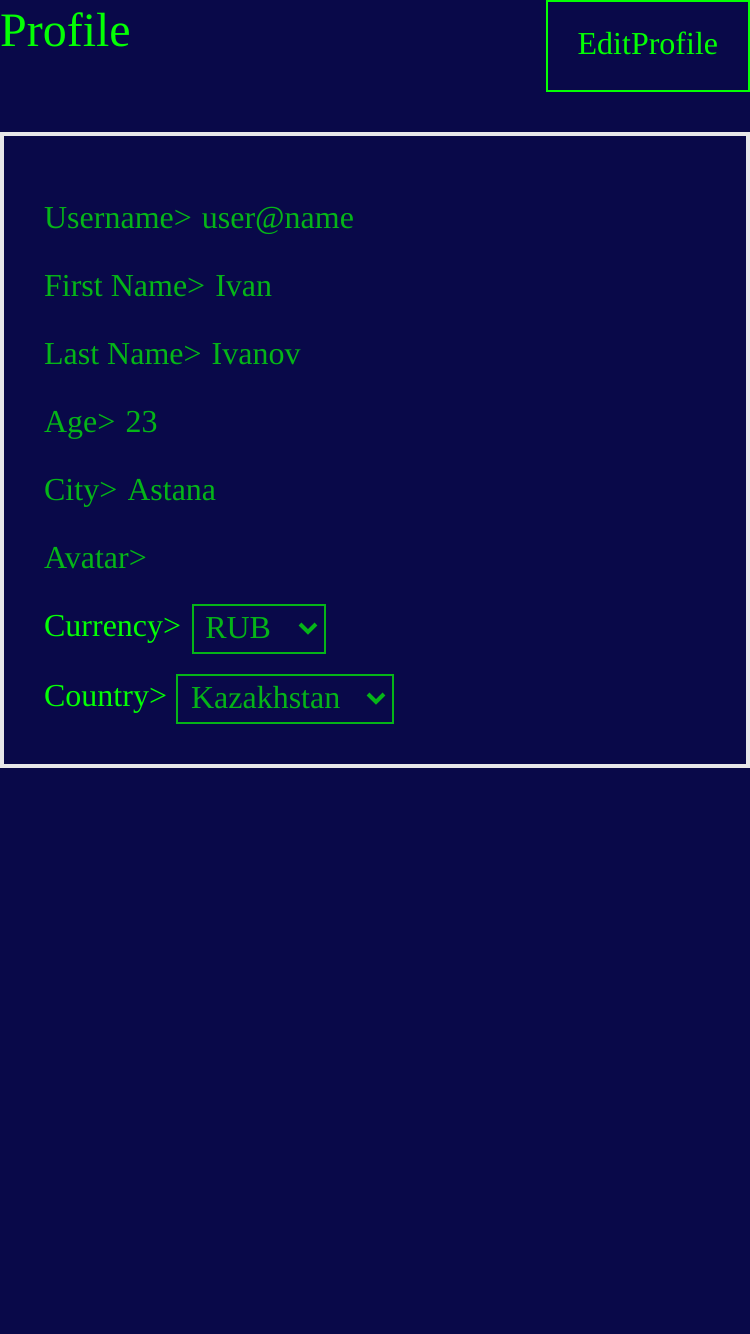 Profile
EditProfile
Username> user@name
First Name> Ivan
Last Name> Ivanov
Age> 23
City> Astana
Avatar>
Currency> RUB
Country> Kazakhstan